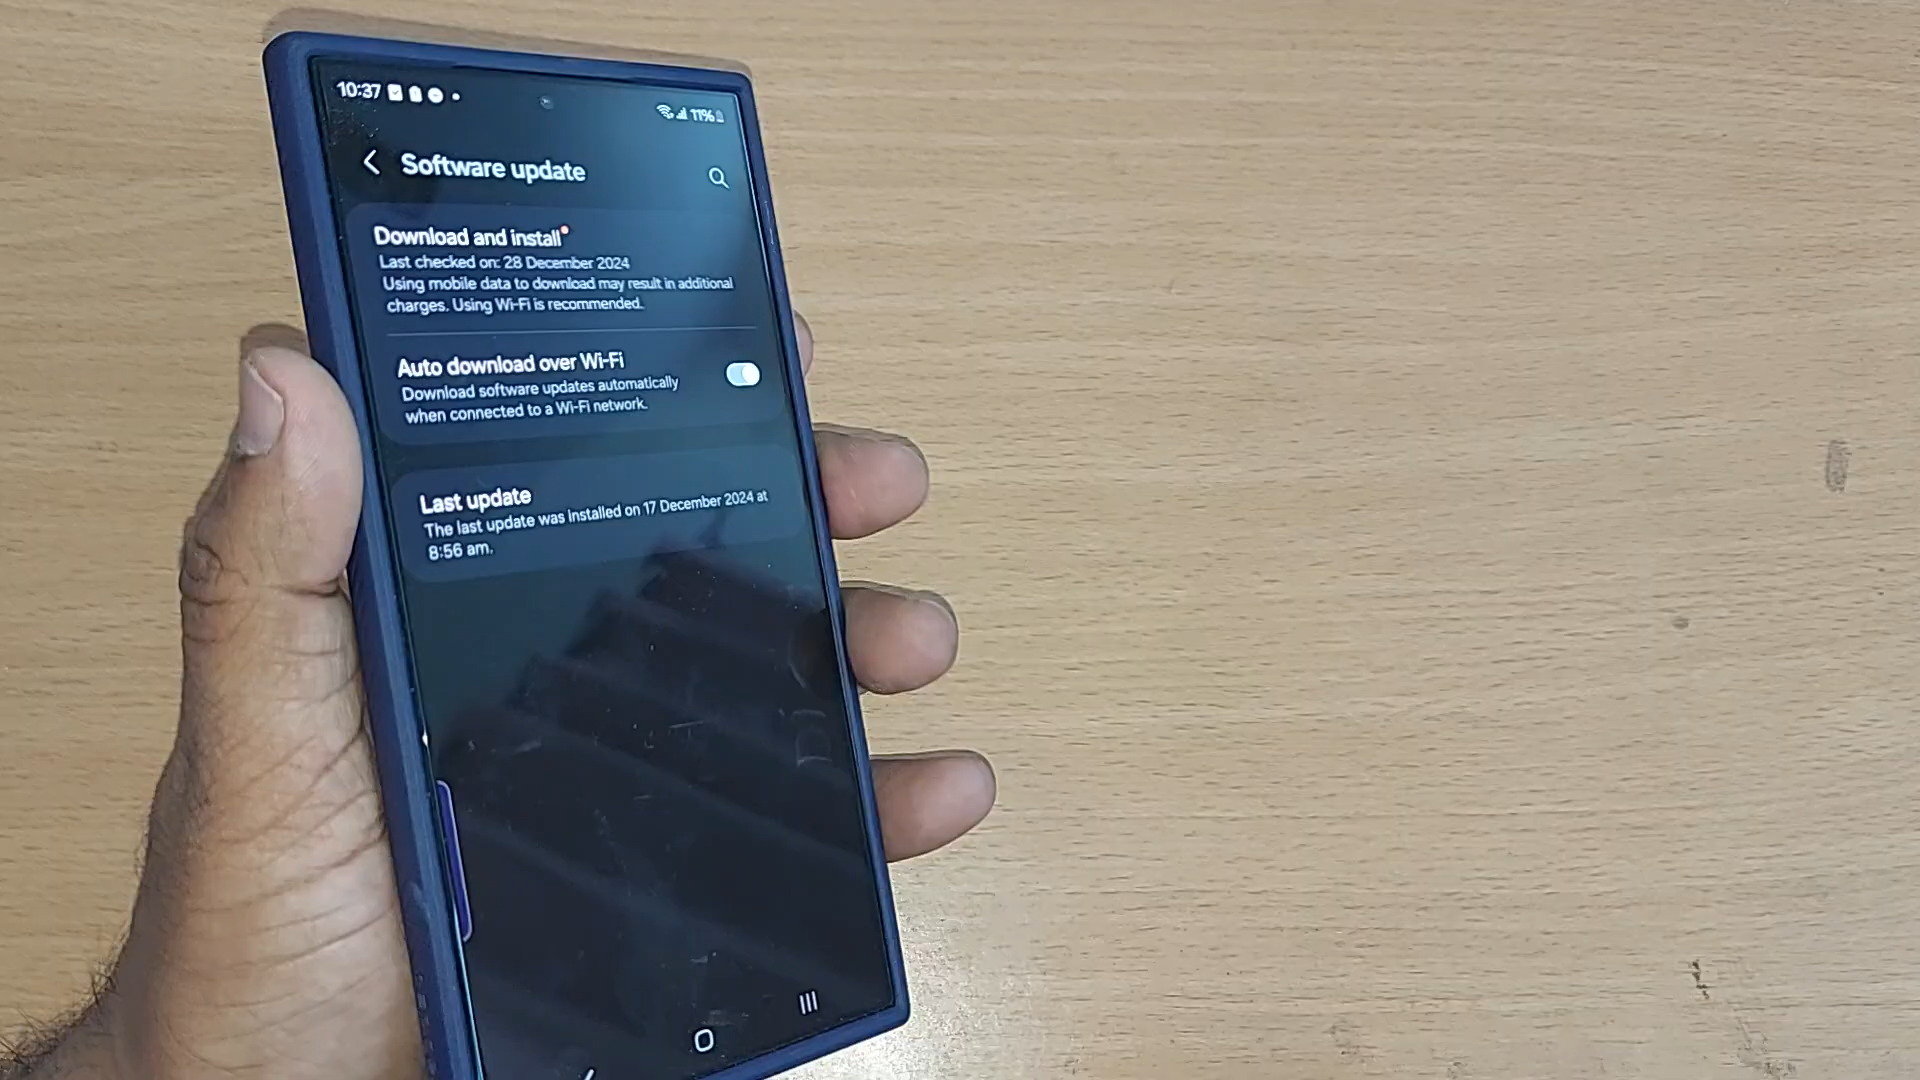 10:37
11%
Software update
Download and install
Last checked on: 28 December 2024
Using mobile data to download may result in additional
charges. Using Wi-Fi is recommended.
Auto download over Wi-Fi
Download software updates automatically
when connected to a Wi-Fi network.
Last update
The last update was installed on 17 December 2024 at
8:56 am.